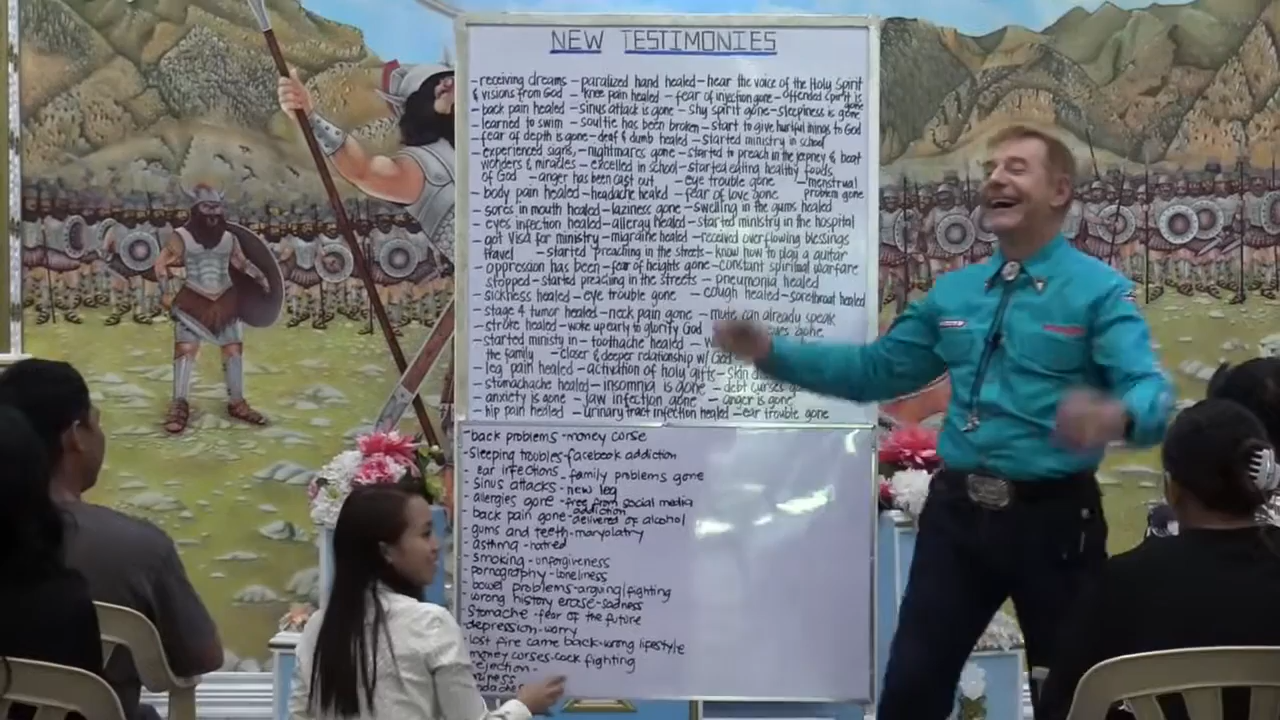 NEW TESTIMONIES
- receiving dreams - paralized hand healed - hear the voice of the Holy Spirit
& visions from God - knee pain healed - fear of injection gone - offended spirit is gone
- back pain healed - sinus attack is gone - shy spirit gone - sleepiness is gone
- learned to swim - soul tie has been broken - start to give hurtful things to God
- fear of depth is gone - deaf & dumb healed - started ministry in school
- experienced signs, - nightmares gone - started to preach in the jeepney & boat
wonders & miracles - excelled in school - started eating healthy foods
of God - anger has been cast out - eye trouble gone - menstrual problem gone
- body pain healed - headache healed - fear of love gone
- sores in mouth healed - laziness gone - swelling in the gums healed
- eyes infection healed - allergy healed - started ministry in the hospital
- got Visa for ministry - migraine healed - received overflowing blessings
travel - started preaching in the streets - know how to play a guitar
- oppression has been - fear of heights gone - constant spiritual warfare
stopped - started preaching in the streets - pneumonia healed
- sickness healed - eye trouble gone - cough healed - sorethroat healed
- stage 4 tumor healed - neck pain gone - mute can already speak
- stroke healed - woke up early to glorify God gone
- started ministy in - toothache healed -
the family - closer & deeper relationship w/ God
- leg pain healed - activation of holy gifts - skin
- stomachache healed - insomnia is gone - debt curses
- anxiety is gone - jaw infection gone - anger is gone
- hip pain healed - urinary tract infection healed - ear trouble gone
- back problems - money corse
- sleeping troubles - facebook addiction
- ear infections - family problems gone
- sinus attacks - new leg
- allergies gone - free from social media addiction
- back pain gone - delivered of alcohol
- gums and teeth - maryolatry
- asthma - hatred
- smoking - unforgiveness
- pornography - loneliness
- bowel problems - arguing/fighting
- wrong history erase - sadness
- stomache - fear of the future
- depression - worry
- lost fire came back - wrong lifestyle
- money corses - cock fighting